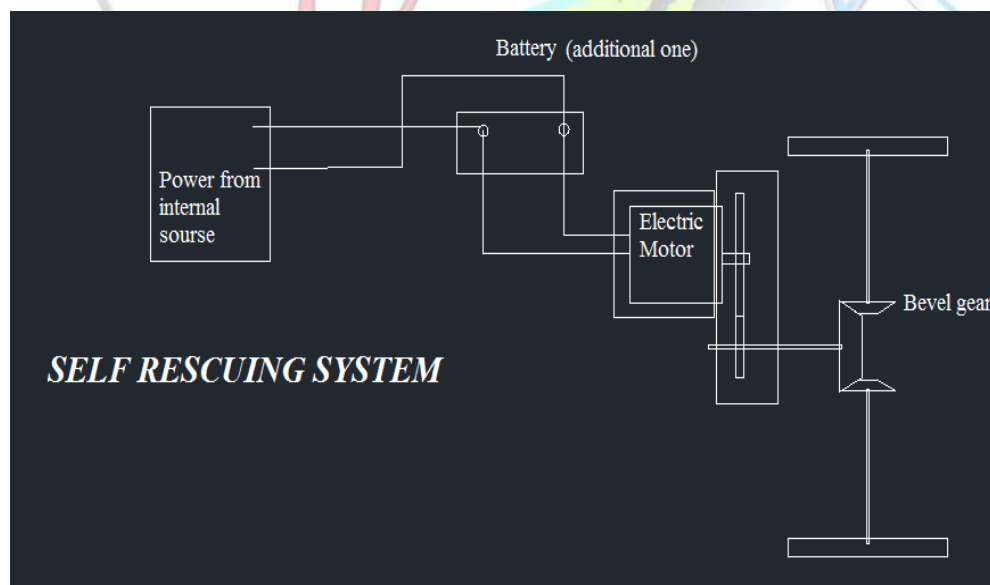 Battery (additional one)
Power from
internal
sourse
Electric
Motor
Bevel gear
SELF RESCUING SYSTEM